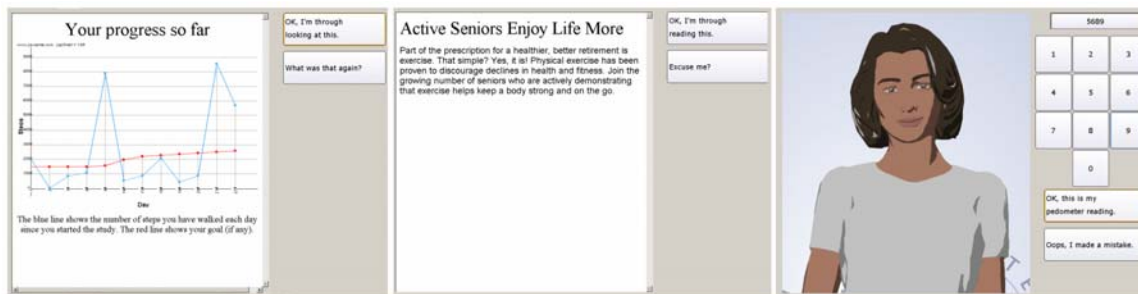 Your progress so far
Steps
Day
The blue line shows the number of steps you have walked each day
since you started the study. The red line shows your goal (if any).
OK, I'm through
looking at this.
What was that again?
Active Seniors Enjoy Life More
Part of the prescription for a healthier, better retirement is
exercise. That simple? Yes, it is! Physical exercise has been
proven to discourage declines in health and fitness. Join the
growing number of seniors who are actively demonstrating
that exercise helps keep a body strong and on the go.
OK, I'm through
reading this.
Excuse me?
5689
1 2 3
4 5 6
7 8 9
0
OK, this is my
pedometer reading.
Oops, I made a mistake.